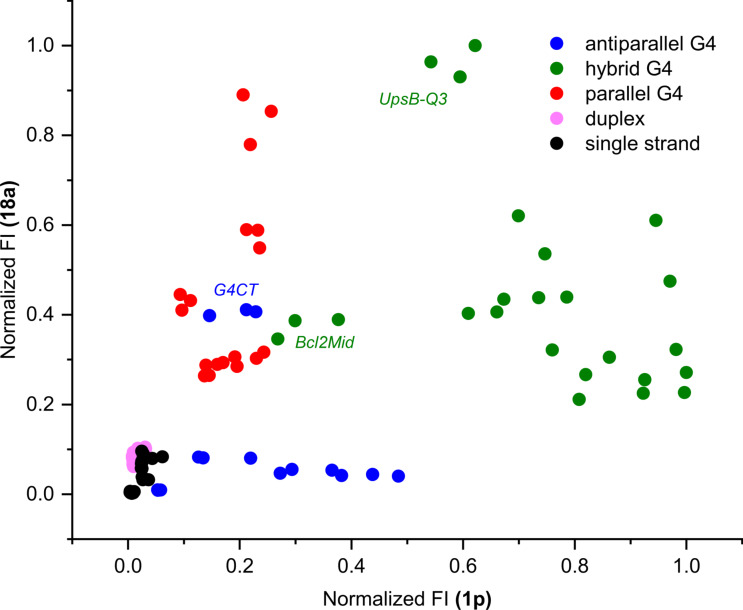 Normalized FI (18a)
1.0
0.8
0.6
0.4
0.2
0.0
antiparallel G4
hybrid G4
parallel G4
duplex
single strand
UpsB-Q3
G4CT
Bcl2Mid
0.0 0.2 0.4 0.6 0.8 1.0
Normalized FI (1p)